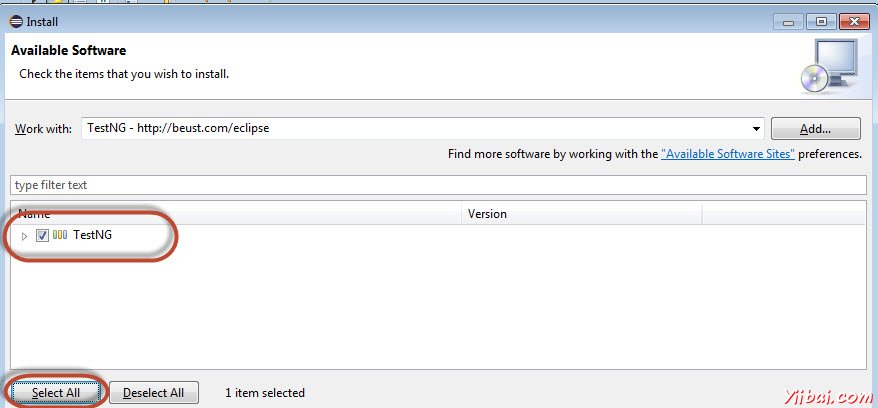 Install
Available Software
Check the items that you wish to install.
Work with: TestNG - http://beust.com/eclipse Add...
Find more software by working with the "Available Software Sites" preferences.
type filter text
Name Version
TestNG
Select All Deselect All 1 item selected
Yiibai.com